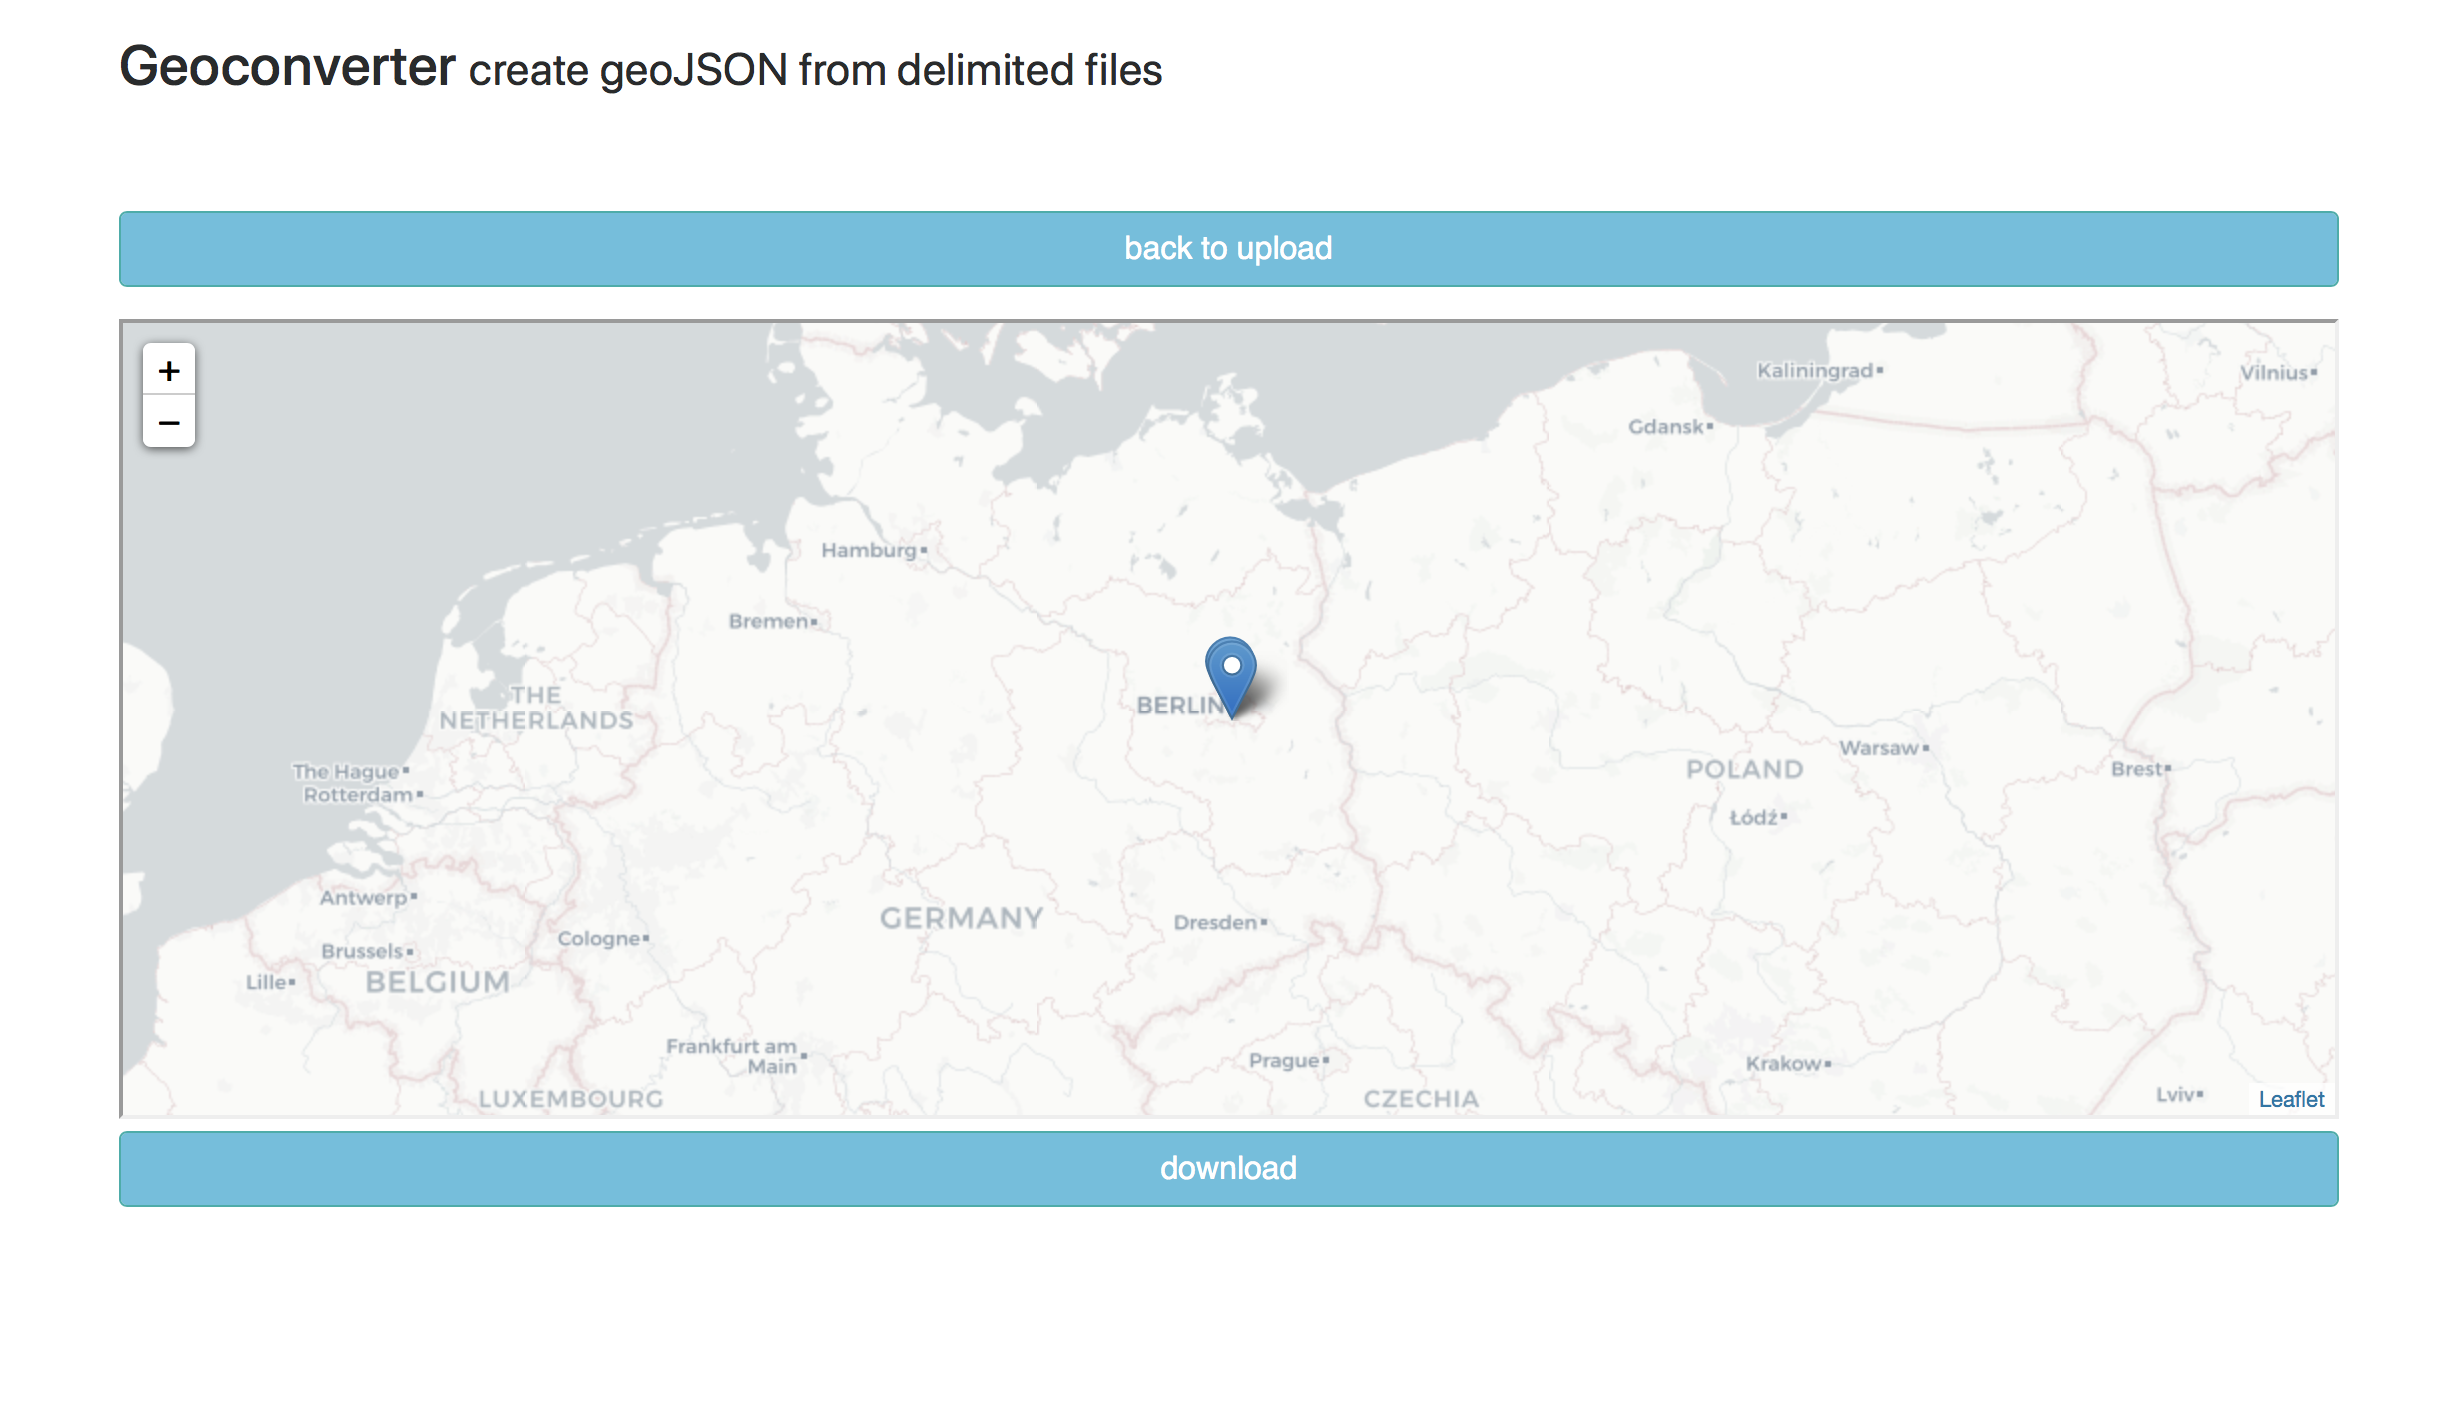 Geoconverter create geoJSON from delimited files
back to upload
+
−
Kaliningrad
Vilnius
Gdansk
Hamburg
Bremen
THE
NETHERLANDS
BERLIN
The Hague
Rotterdam
Warsaw
POLAND
Brest
Łódź
Antwerp
GERMANY
Dresden
Cologne
Brussels
Lille
BELGIUM
Frankfurt am
Main
Prague
Krakow
LUXEMBOURG
CZECHIA
Lviv
Leaflet
download